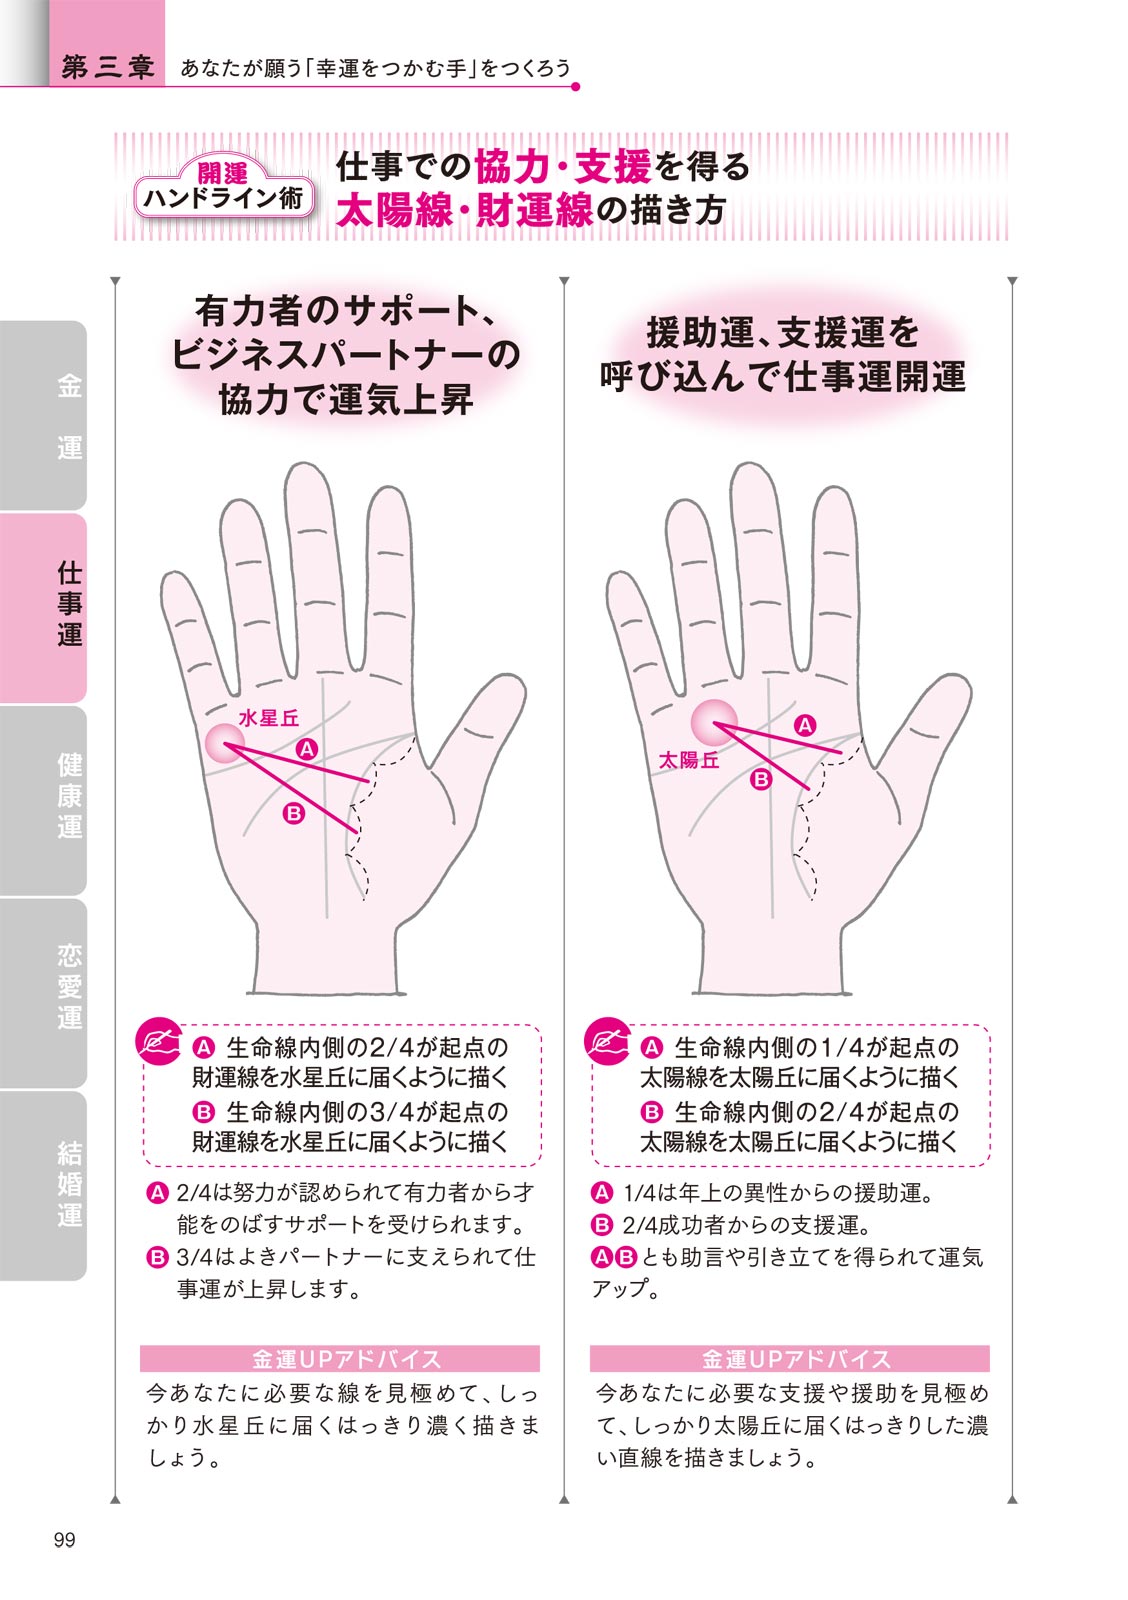 第三章
あなたが願う「幸運をつかむ手」をつくろう
開運
ハンドライン術
仕事での協力・支援を得る
太陽線・財運線の描き方
金運
仕事運
健康運
恋愛運
結婚運
有力者のサポート、
ビジネスパートナーの
協力で運気上昇
水星丘
A
B
A 生命線内側の2/4が起点の
財運線を水星丘に届くように描く
B 生命線内側の3/4が起点の
財運線を水星丘に届くように描く
A 2/4は努力が認められて有力者から才
能をのばすサポートを受けられます。
B 3/4はよきパートナーに支えられて仕
事運が上昇します。
金運UPアドバイス
今あなたに必要な線を見極めて、しっ
かり水星丘に届くはっきり濃く描きま
しょう。
援助運、支援運を
呼び込んで仕事運開運
太陽丘
A
B
A 生命線内側の1/4が起点の
太陽線を太陽丘に届くように描く
B 生命線内側の2/4が起点の
太陽線を太陽丘に届くように描く
A 1/4は年上の異性からの援助運。
B 2/4成功者からの支援運。
ABとも助言や引き立てを得られて運気
アップ。
金運UPアドバイス
今あなたに必要な支援や援助を見極め
て、しっかり太陽丘に届くはっきりした濃
い直線を描きましょう。
99